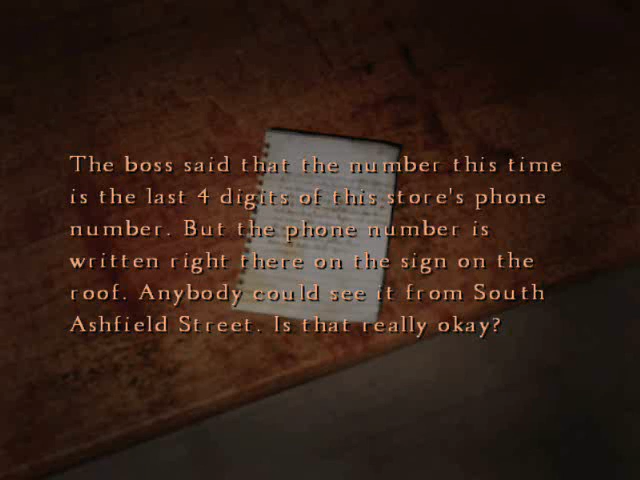 The boss said that the number this time
is the last 4 digits of this store's phone
number. But the phone number is
written right there on the sign on the
roof. Anybody could see it from South
Ashfield Street. Is that really okay?